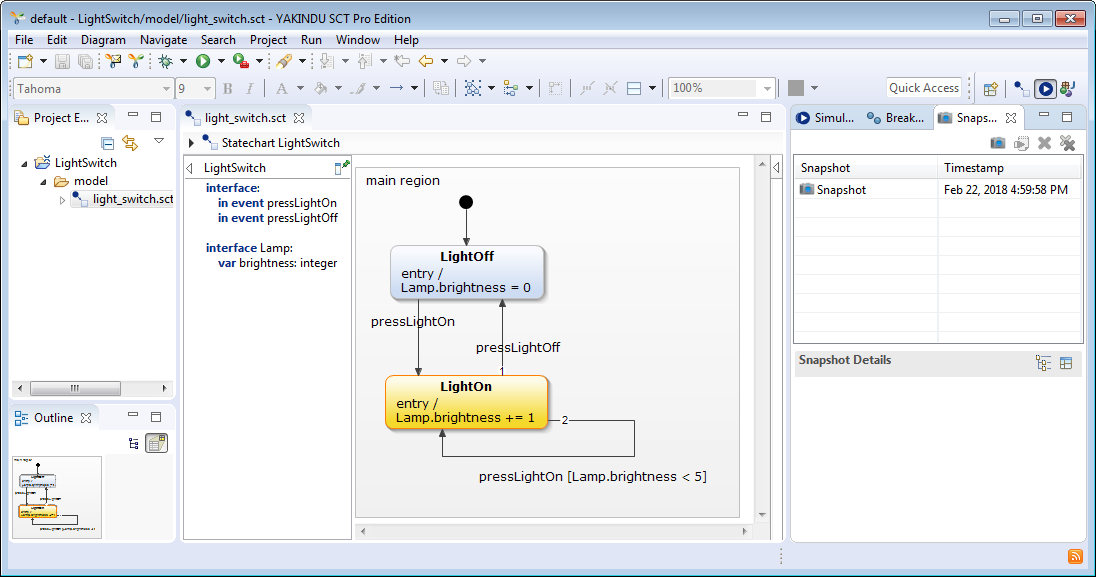 default - LightSwitch/model/light_switch.sct - YAKINDU SCT Pro Edition
File Edit Diagram Navigate Search Project Run Window Help
Tahoma 9 B I A 100% Quick Access
Project E...
LightSwitch
model
light_switch.sct
Outline
light_switch.sct
Statechart LightSwitch
LightSwitch
interface:
in event pressLightOn
in event pressLightOff
interface Lamp:
var brightness: integer
main region
LightOff
entry /
Lamp.brightness = 0
pressLightOn
pressLightOff
1
LightOn
entry /
Lamp.brightness += 1
2
pressLightOn [Lamp.brightness < 5]
Simul... Break... Snaps...
Snapshot Timestamp
Snapshot Feb 22, 2018 4:59:58 PM
Snapshot Details